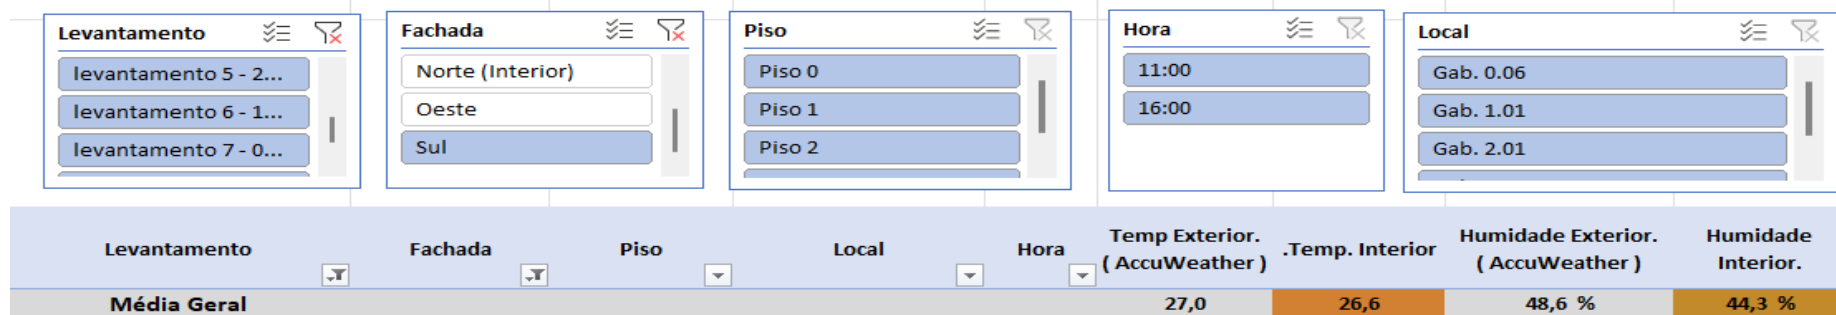 Levantamento
levantamento 5 - 2...
levantamento 6 - 1...
levantamento 7 - 0...
Fachada
Norte (Interior)
Oeste
Sul
Piso
Piso 0
Piso 1
Piso 2
Hora
11:00
16:00
Local
Gab. 0.06
Gab. 1.01
Gab. 2.01
Levantamento Fachada Piso Local Hora Temp Exterior. ( AccuWeather ) .Temp. Interior Humidade Exterior. ( AccuWeather ) Humidade Interior.
Média Geral 27,0 26,6 48,6 % 44,3 %